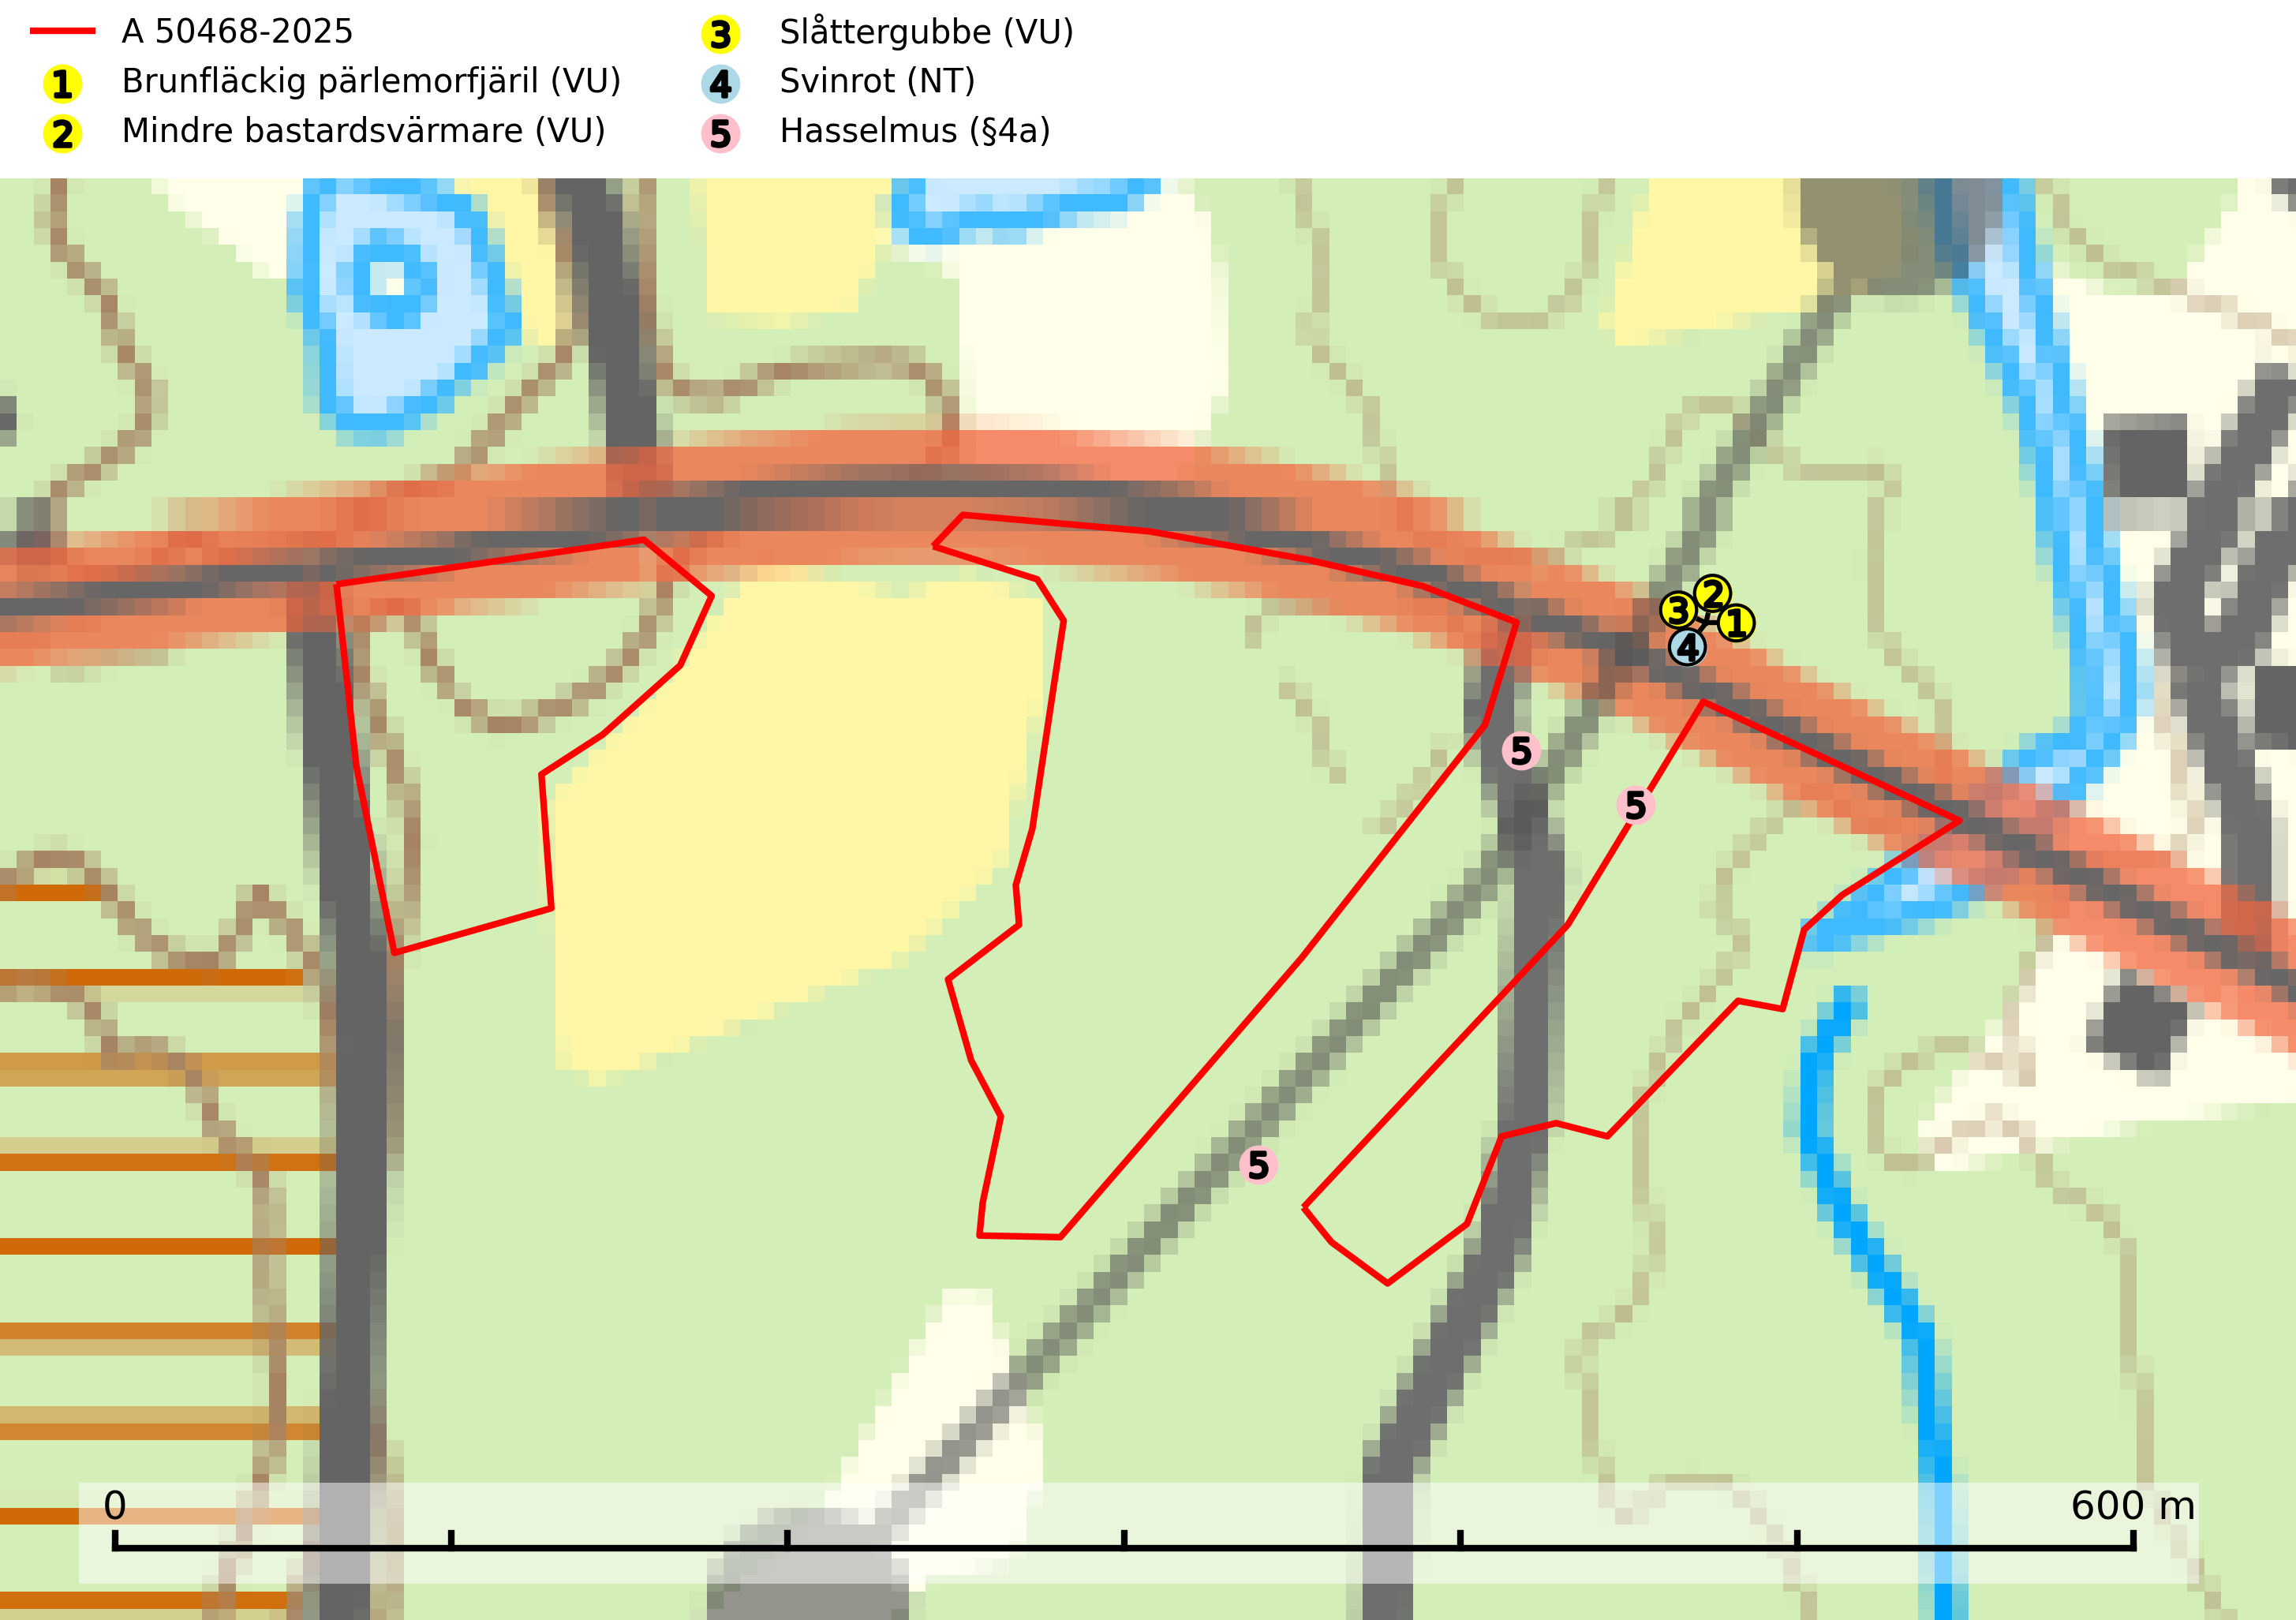 A 50468-2025
1 Brunfläckig pärlemorfjäril (VU)
2 Mindre bastardsvärmare (VU)
3 Slåttergubbe (VU)
4 Svinrot (NT)
5 Hasselmus (§4a)
2
3
1
4
5
5
5
0
600 m